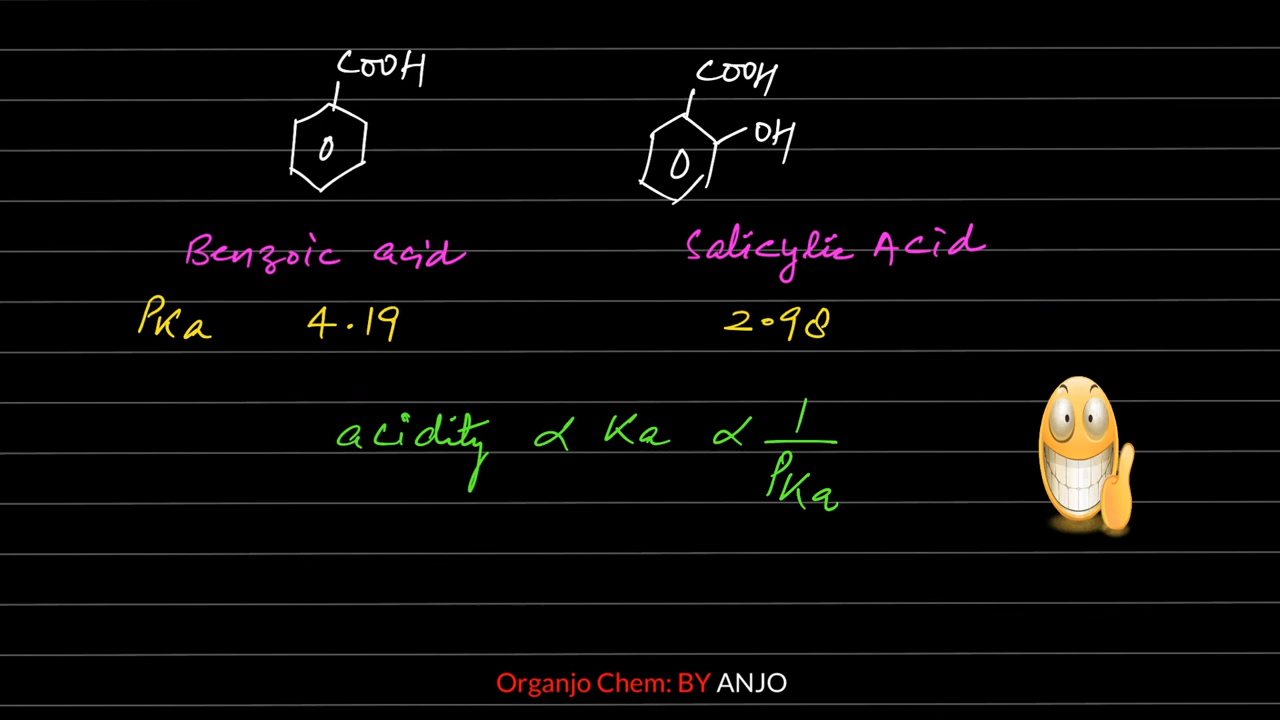 COOH COOH
OH
Benzoic acid Salicylic Acid
PKa 4.19 2.98
acidity ∝ Ka ∝ 1/PKa
Organjo Chem: BY ANJO